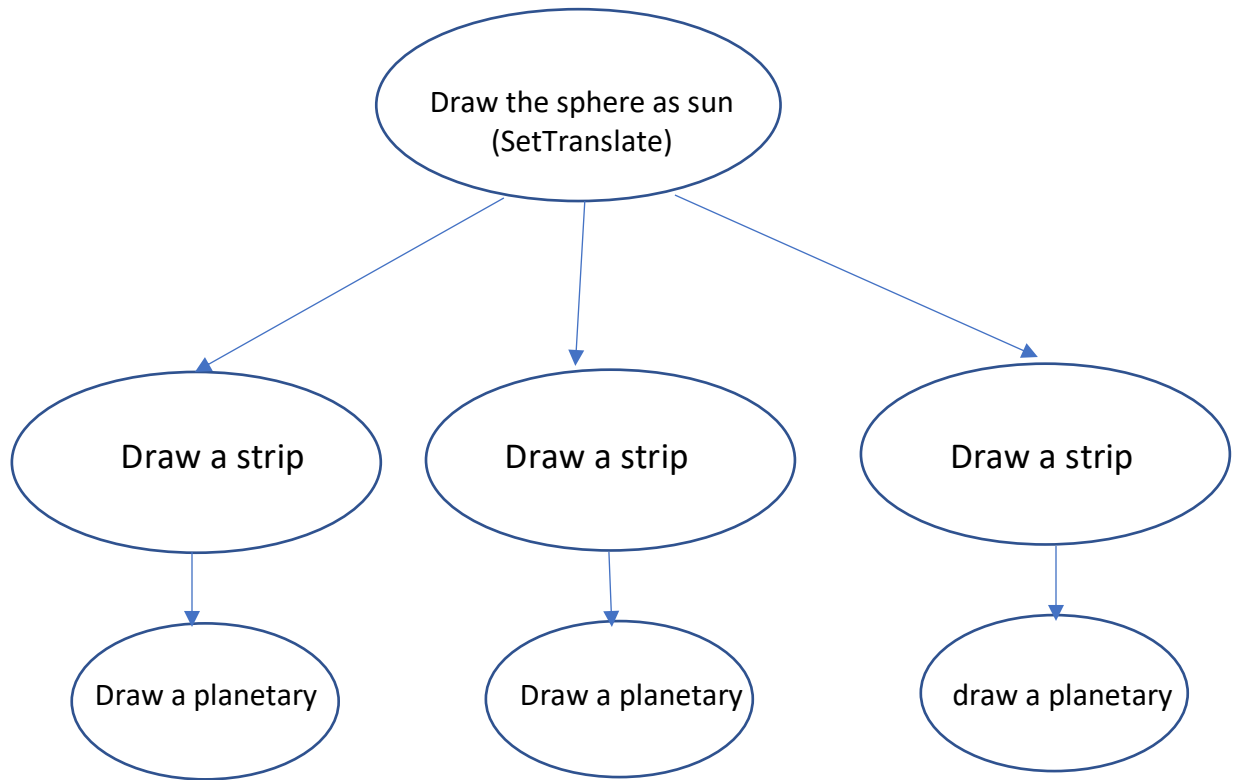 Draw the sphere as sun
(SetTranslate)
Draw a strip
Draw a strip
Draw a strip
Draw a planetary
Draw a planetary
draw a planetary